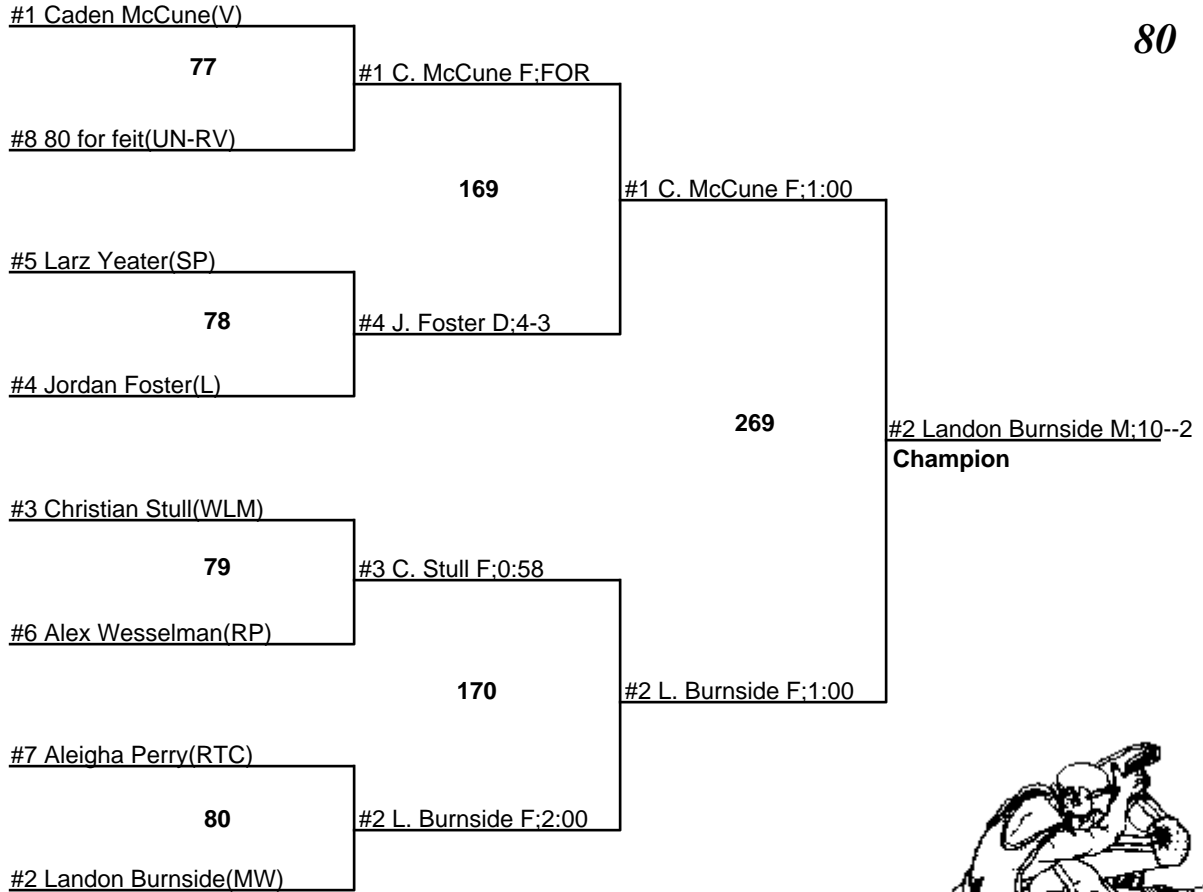 #1 Caden McCune(V)
80
77
#1 C. McCune F;FOR
#8 80 for feit(UN-RV)
169
#1 C. McCune F;1:00
#5 Larz Yeater(SP)
78
#4 J. Foster D;4-3
#4 Jordan Foster(L)
269
#2 Landon Burnside M;10--2
Champion
#3 Christian Stull(WLM)
79
#3 C. Stull F;0:58
#6 Alex Wesselman(RP)
170
#2 L. Burnside F;1:00
#7 Aleigha Perry(RTC)
80
#2 L. Burnside F;2:00
#2 Landon Burnside(MW)